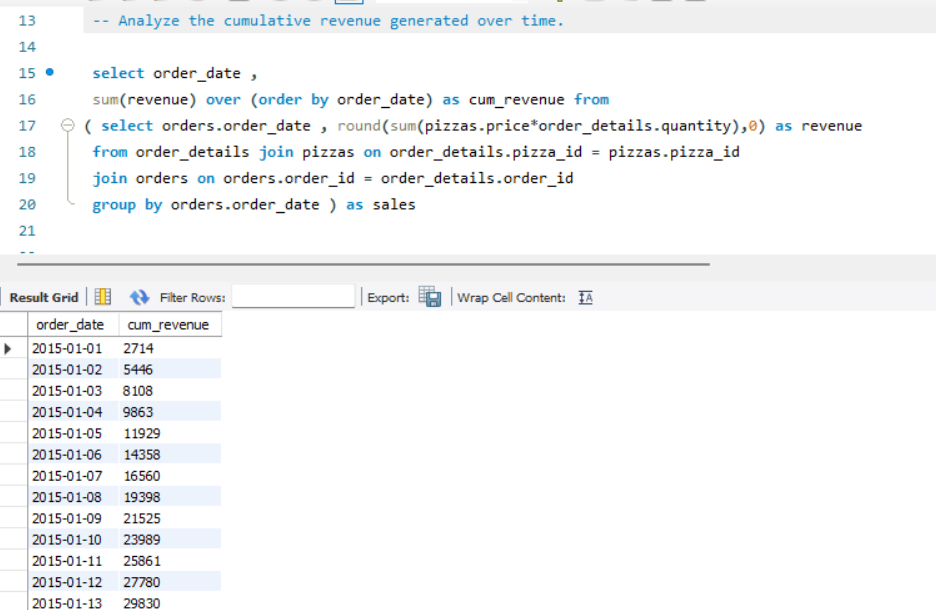 13 -- Analyze the cumulative revenue generated over time.
14
15 select order_date ,
16 sum(revenue) over (order by order_date) as cum_revenue from
17 ( select orders.order_date , round(sum(pizzas.price*order_details.quantity),0) as revenue
18 from order_details join pizzas on order_details.pizza_id = pizzas.pizza_id
19 join orders on orders.order_id = order_details.order_id
20 group by orders.order_date ) as sales
21
Result Grid Filter Rows: Export: Wrap Cell Content: IA
order_date cum_revenue
2015-01-01 2714
2015-01-02 5446
2015-01-03 8108
2015-01-04 9863
2015-01-05 11929
2015-01-06 14358
2015-01-07 16560
2015-01-08 19398
2015-01-09 21525
2015-01-10 23989
2015-01-11 25861
2015-01-12 27780
2015-01-13 29830